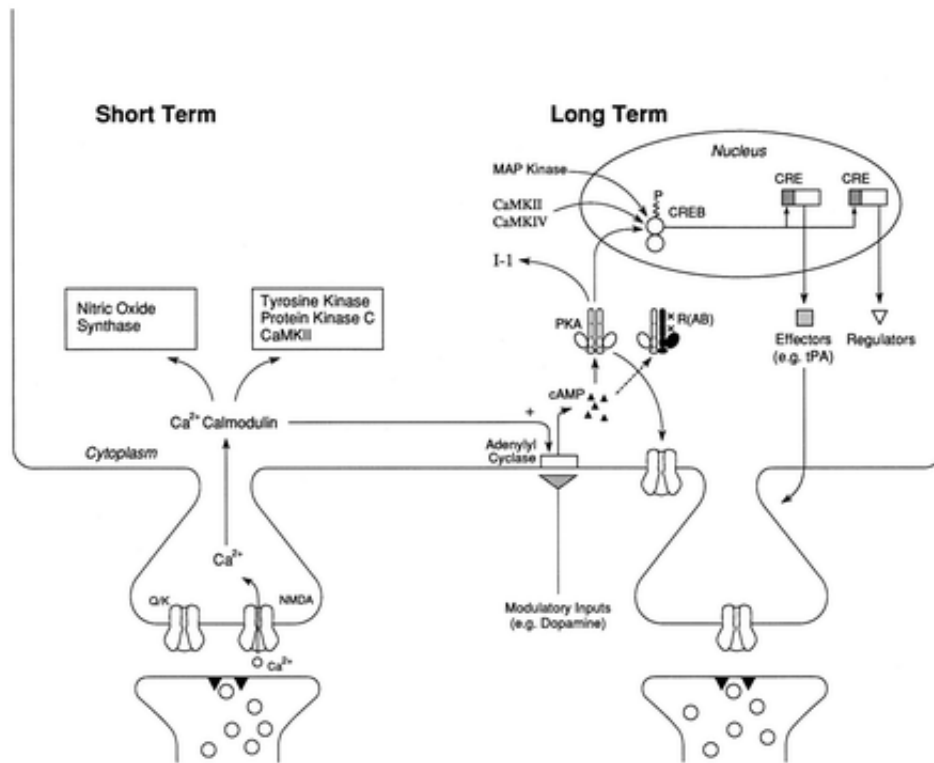 Short Term
Long Term
Nucleus
MAP Kinase
CRE
CRE
P
CaMKII
CaMKIV
CREB
I-1
Nitric Oxide
Synthase
Tyrosine Kinase
Protein Kinase C
CaMKII
PKA
R(AB)
x
x
Effectors
(e.g. tPA)
Regulators
cAMP
+
Ca²⁺ Calmodulin
Adenylyl
Cyclase
Cytoplasm
Ca²⁺
Q/K
NMDA
Ca²⁺
Modulatory Inputs
(e.g. Dopamine)